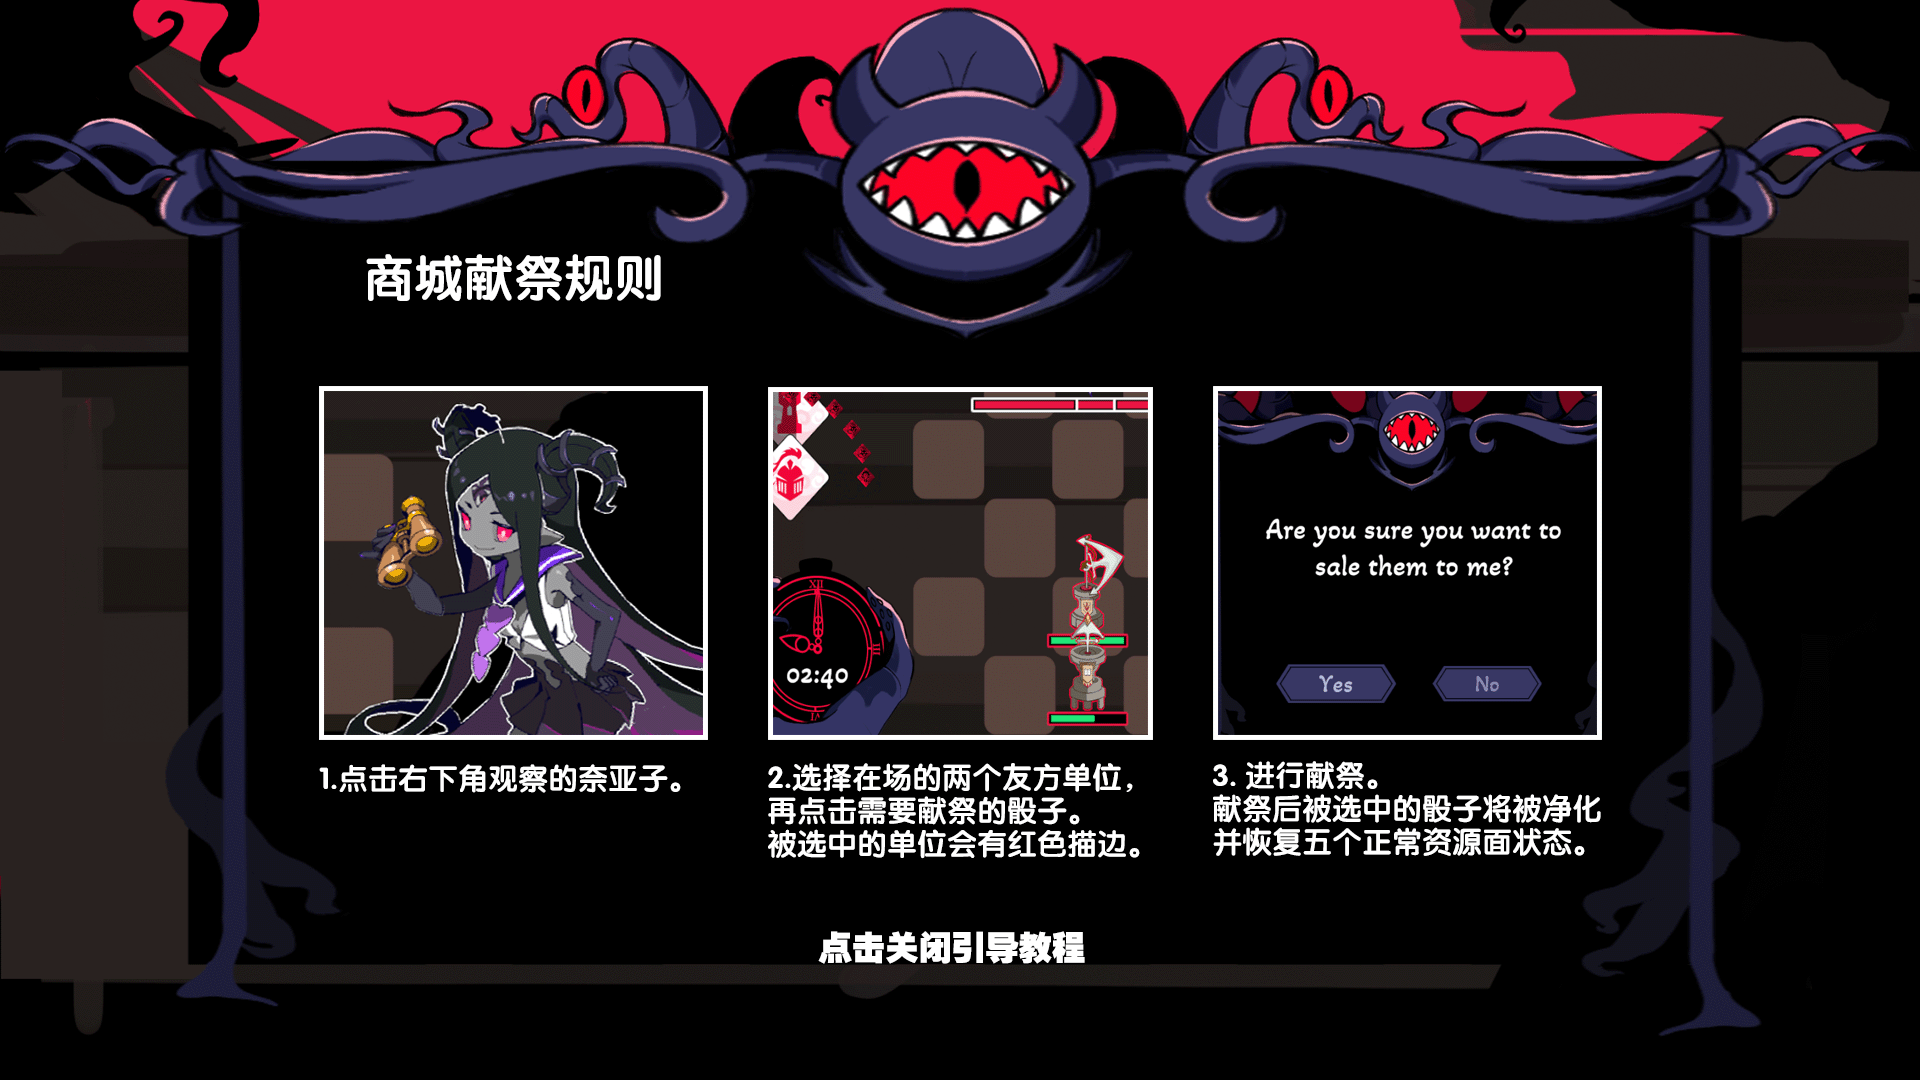 商城献祭规则
XII
III
VI
02:40
Are you sure you want to
sale them to me?
Yes
No
1.点击右下角观察的奈亚子。
2.选择在场的两个友方单位，
再点击需要献祭的骰子。
被选中的单位会有红色描边。
3. 进行献祭。
献祭后被选中的骰子将被净化
并恢复五个正常资源面状态。
点击关闭引导教程